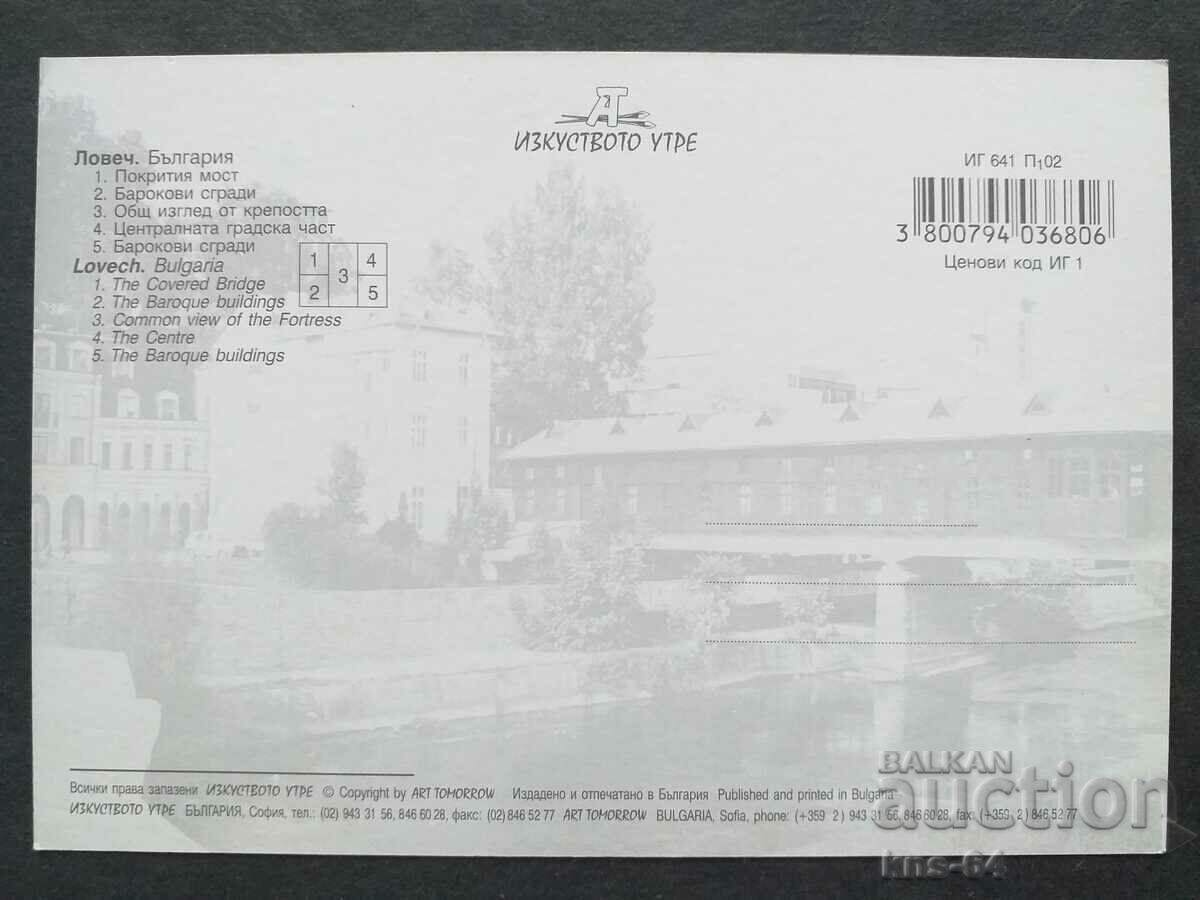 AT
ИЗКУСТВОТО УТРЕ
Ловеч. България
1. Покрития мост
2. Барокови сгради
3. Общ изглед от крепостта
4. Централната градска част
5. Барокови сгради
Lovech. Bulgaria
1. The Covered Bridge
2. The Baroque buildings
3. Common view of the Fortress
4. The Centre
5. The Baroque buildings
1 3 4
2 5
ИГ 641 П102
3 800794 036806
Ценови код ИГ 1
Всички права запазени ИЗКУСТВОТО УТРЕ © Copyright by ART TOMORROW Издадено и отпечатано в България Published and printed in Bulgaria
ИЗКУСТВОТО УТРЕ БЪЛГАРИЯ, София, тел.: (02) 943 31 56, 846 60 28, факс: (02) 846 52 77 ART TOMORROW BULGARIA, Sofia, phone: (+359 2) 943 31 56, 846 60 28, fax: (+359 2) 846 52 77
BALKAN
auction
kns-64